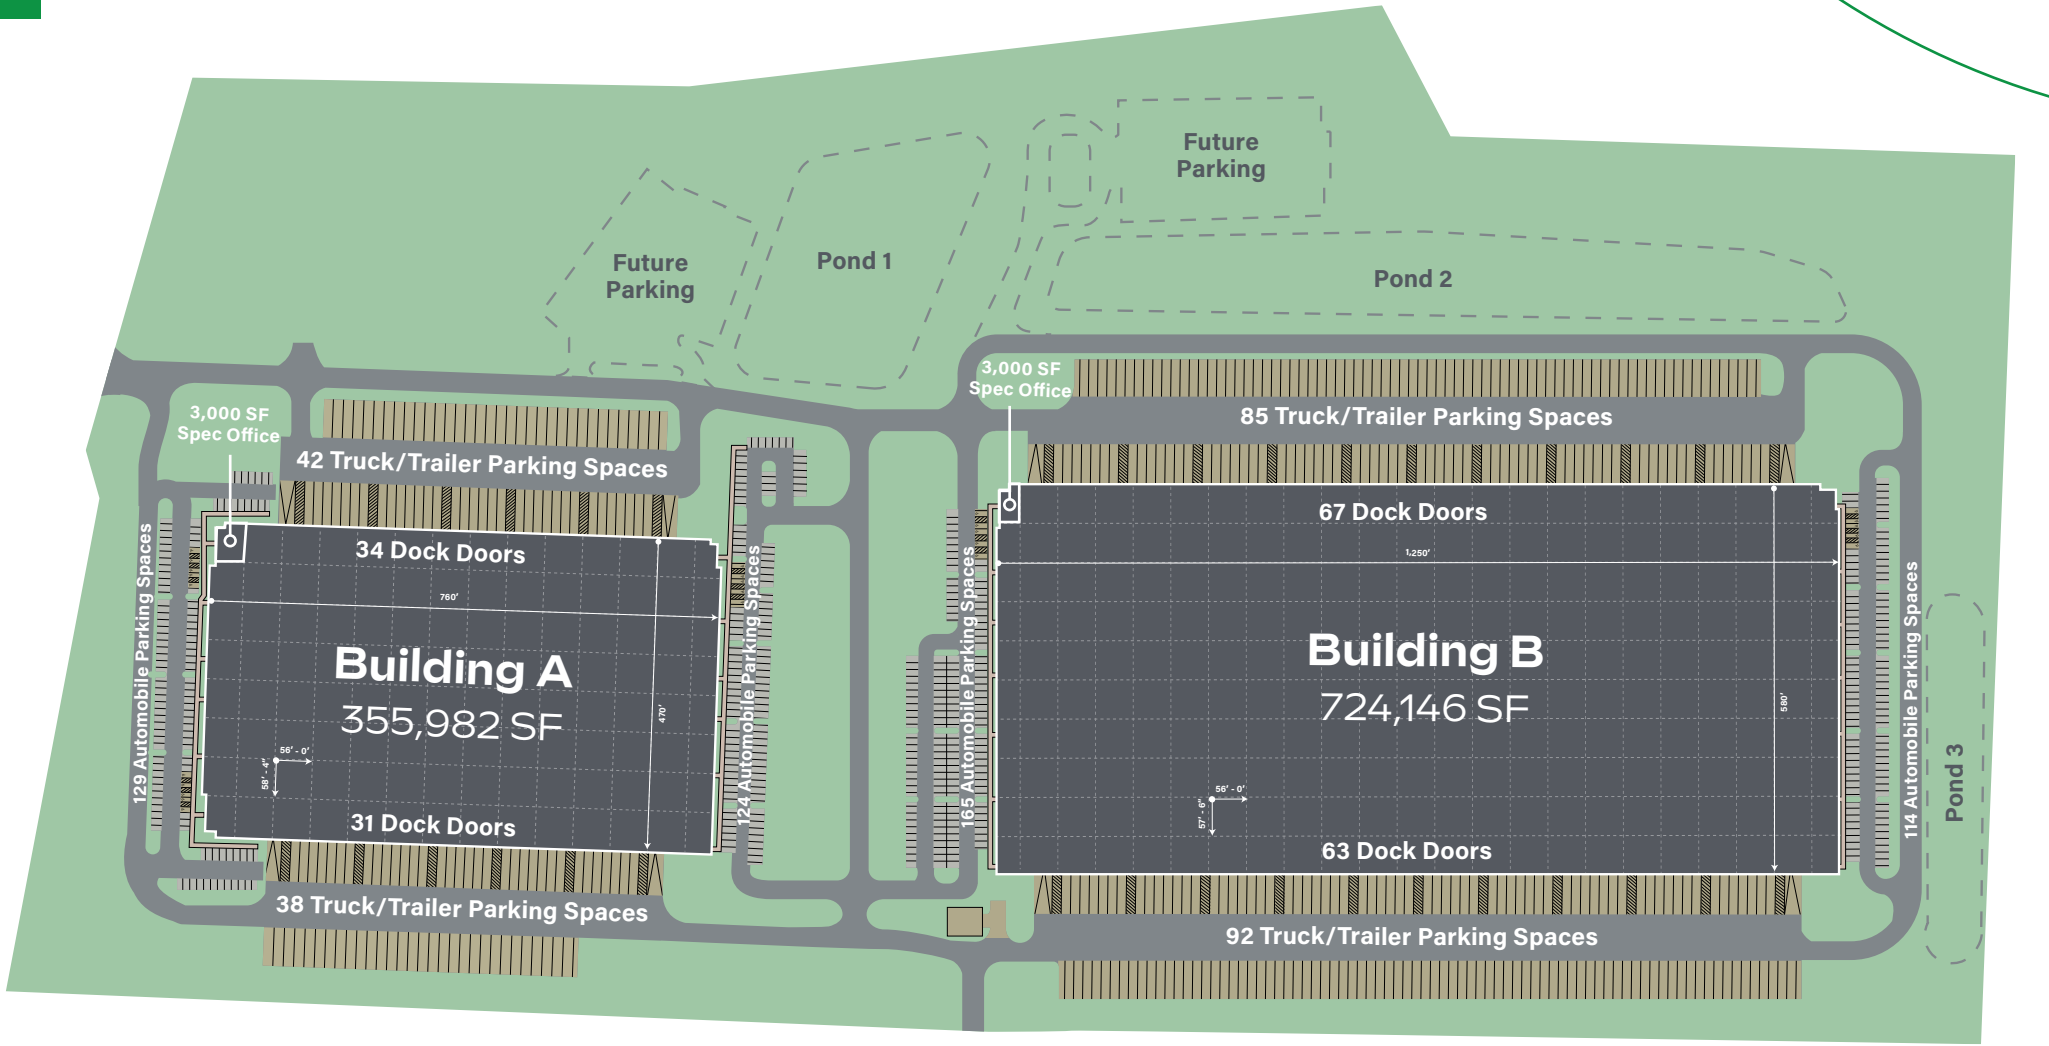 Future
Parking
Future
Parking
Pond 1
Pond 2
3,000 SF
Spec Office
3,000 SF
Spec Office
85 Truck/Trailer Parking Spaces
42 Truck/Trailer Parking Spaces
67 Dock Doors
34 Dock Doors
1,250'
760'
129 Automobile Parking Spaces
Building A
355,982 SF
470'
124 Automobile Parking Spaces
165 Automobile Parking Spaces
Building B
724,146 SF
580'
114 Automobile Parking Spaces
Pond 3
56' - 0'
58' - 4"
56' - 0'
57' - 6"
31 Dock Doors
63 Dock Doors
38 Truck/Trailer Parking Spaces
92 Truck/Trailer Parking Spaces